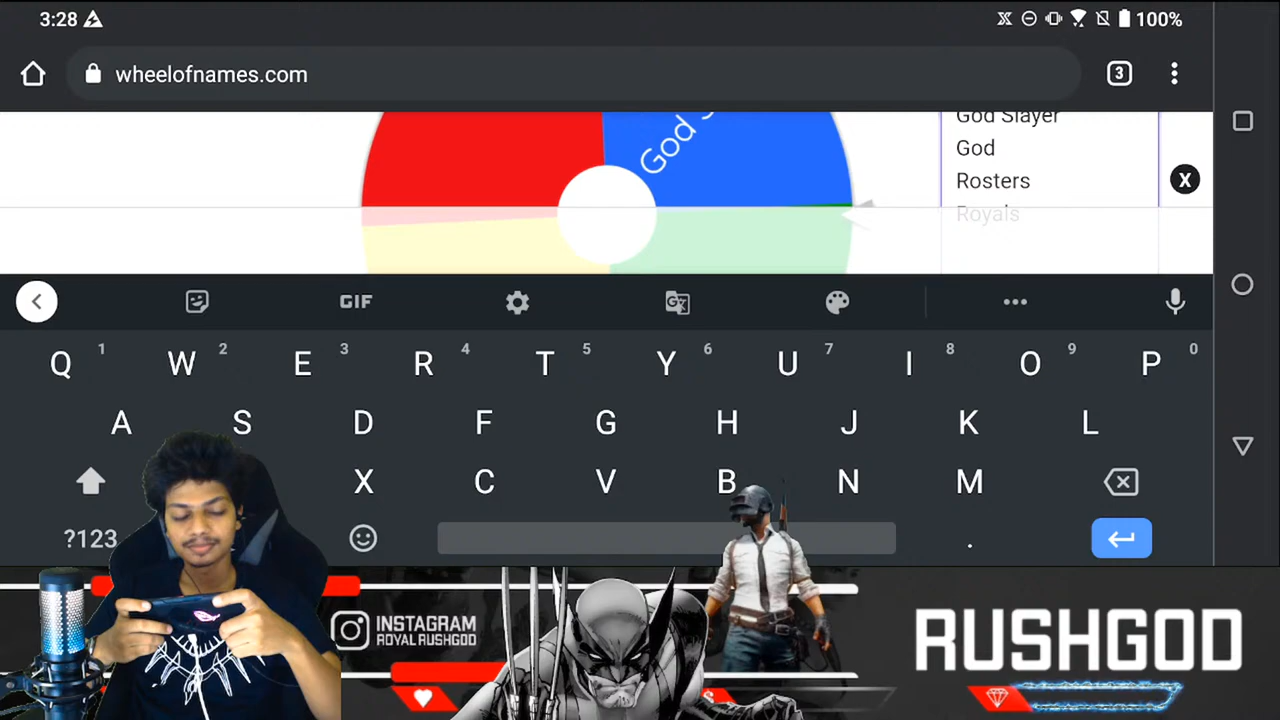 3:28
100%
wheelofnames.com
3
God S
God Slayer
God
Rosters
Royals
X
GIF
Q 1 W 2 E 3 R 4 T 5 Y 6 U 7 I 8 O 9 P 0
A S D F G H J K L
X C V B N M
?123 .
INSTAGRAM
ROYAL RUSHGOD
RUSHGOD